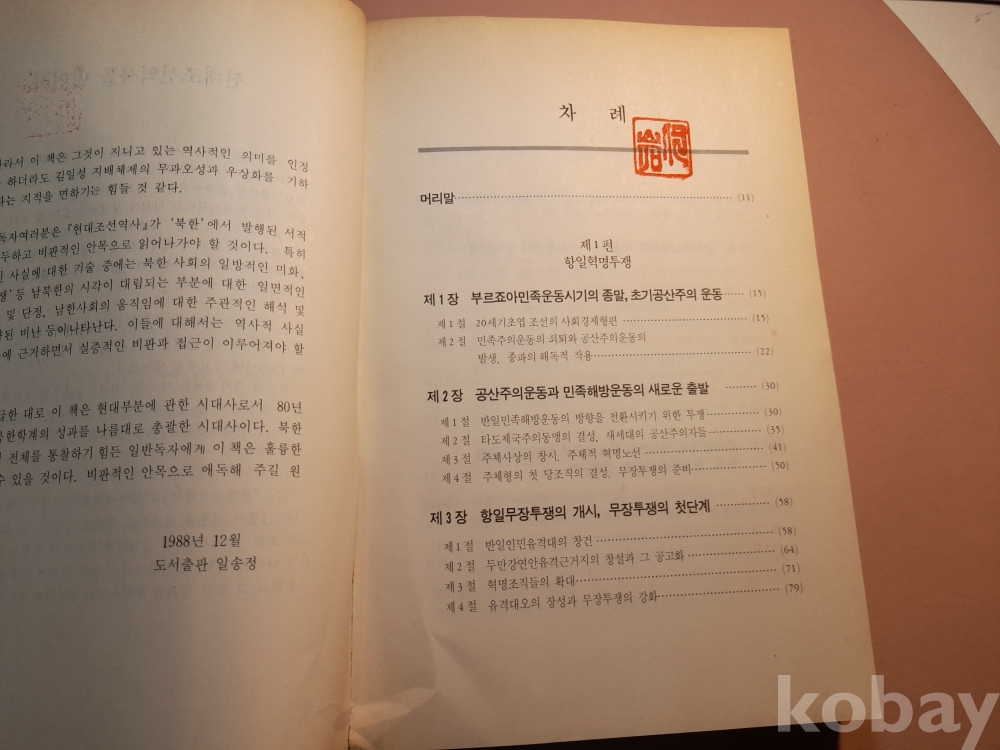 라서 이 책은 그것이 지니고 있는 역사적인 의미를 인정
하더라도 김일성 지배체제의 무과오성과 우상화를 기하
다는 지적을 면하기는 힘들 것 같다.
독자여러분은 『현대조선역사』가 '북한'에서 발행된 서적
두하고 비판적인 안목으로 읽어나가야 할 것이다. 특히
사실에 대한 기술 중에는 북한 사회의 일방적인 미화,
등 남북한의 시각이 대립되는 부분에 대한 일면적인
및 단정, 남한사회의 움직임에 대한 주관적인 해석 및
된 비난 등이나타난다. 이들에 대해서는 역사적 사실
에 근거하면서 실증적인 비판과 접근이 이루어져야 할
급한 대로 이 책은 현대부분에 관한 시대사로서 80년
북한학계의 성과를 나름대로 총괄한 시대사이다. 북한
전체를 통찰하기 힘든 일반독자에게 이 책은 훌륭한
수 있을 것이다. 비판적인 안목으로 애독해 주길 원
1988년 12월
도서출판 일송정
차 례
머리말 (11)
제1편
항일혁명투쟁
제1장 부르죠아민족운동시기의 종말, 초기공산주의 운동 (15)
제1절 20세기초엽 조선의 사회경제형편 (15)
제2절 민족주의운동의 쇠퇴와 공산주의운동의
발생, 종파의 해독적 작용 (22)
제2장 공산주의운동과 민족해방운동의 새로운 출발 (30)
제1절 반일민족해방운동의 방향을 전환시키기 위한 투쟁 (30)
제2절 타도제국주의동맹의 결성, 새세대의 공산주의자들 (35)
제3절 주체사상의 창시, 주체적 혁명노선 (41)
제4절 주체형의 첫 당조직의 결성, 무장투쟁의 준비 (50)
제3장 항일무장투쟁의 개시, 무장투쟁의 첫단계 (58)
제1절 반일인민유격대의 창건 (58)
제2절 두만강연안유격근거지의 창설과 그 공고화 (64)
제3절 혁명조직들의 확대 (71)
제4절 유격대오의 장성과 무장투쟁의 강화 (79)
kobay